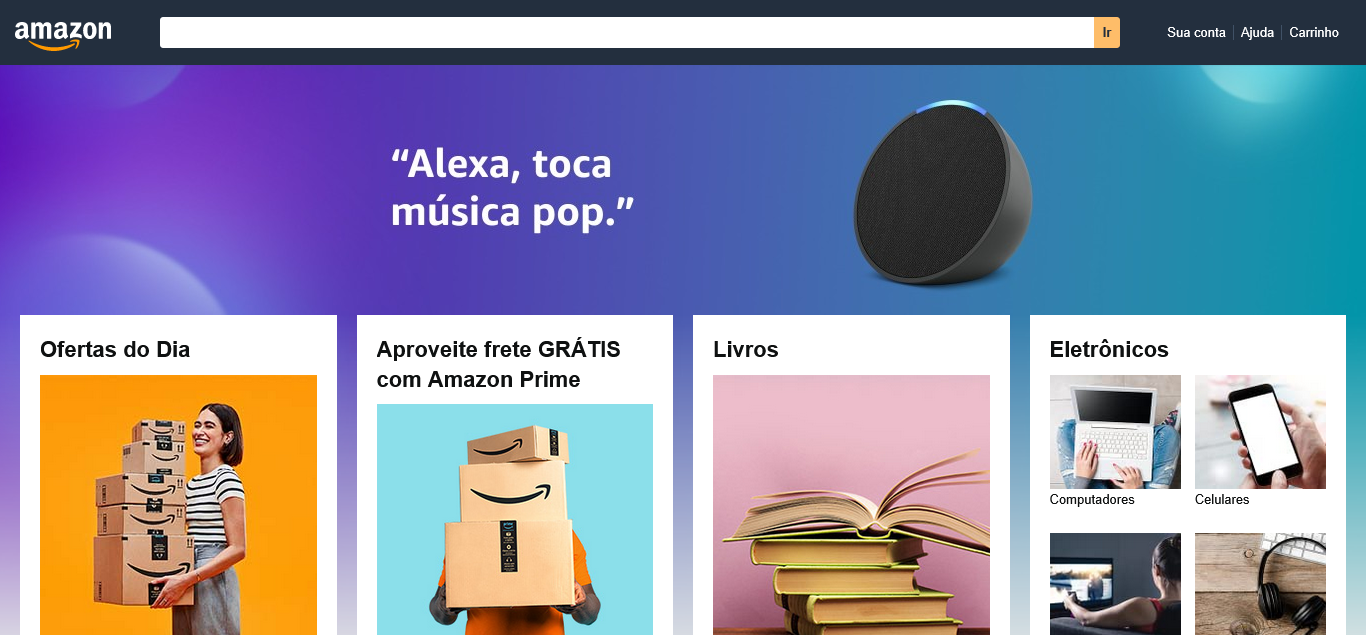 amazon
Ir
Sua conta
Ajuda
Carrinho
“Alexa, toca
música pop.”
Ofertas do Dia
Aproveite frete GRÁTIS
com Amazon Prime
Livros
Eletrônicos
Computadores
Celulares